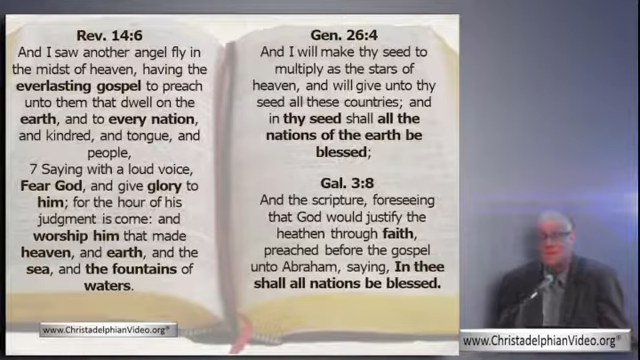 Rev. 14:6
And I saw another angel fly in
the midst of heaven, having the
everlasting gospel to preach
unto them that dwell on the
earth, and to every nation,
and kindred, and tongue, and
people,
7 Saying with a loud voice,
Fear God, and give glory to
him; for the hour of his
judgment is come: and
worship him that made
heaven, and earth, and the
sea, and the fountains of
waters.
Gen. 26:4
And I will make thy seed to
multiply as the stars of
heaven, and will give unto thy
seed all these countries; and
in thy seed shall all the
nations of the earth be
blessed;
Gal. 3:8
And the scripture, foreseeing
that God would justify the
heathen through faith,
preached before the gospel
unto Abraham, saying, In thee
shall all nations be blessed.
www.ChristadelphianVideo.org®
www.ChristadelphianVideo.org®